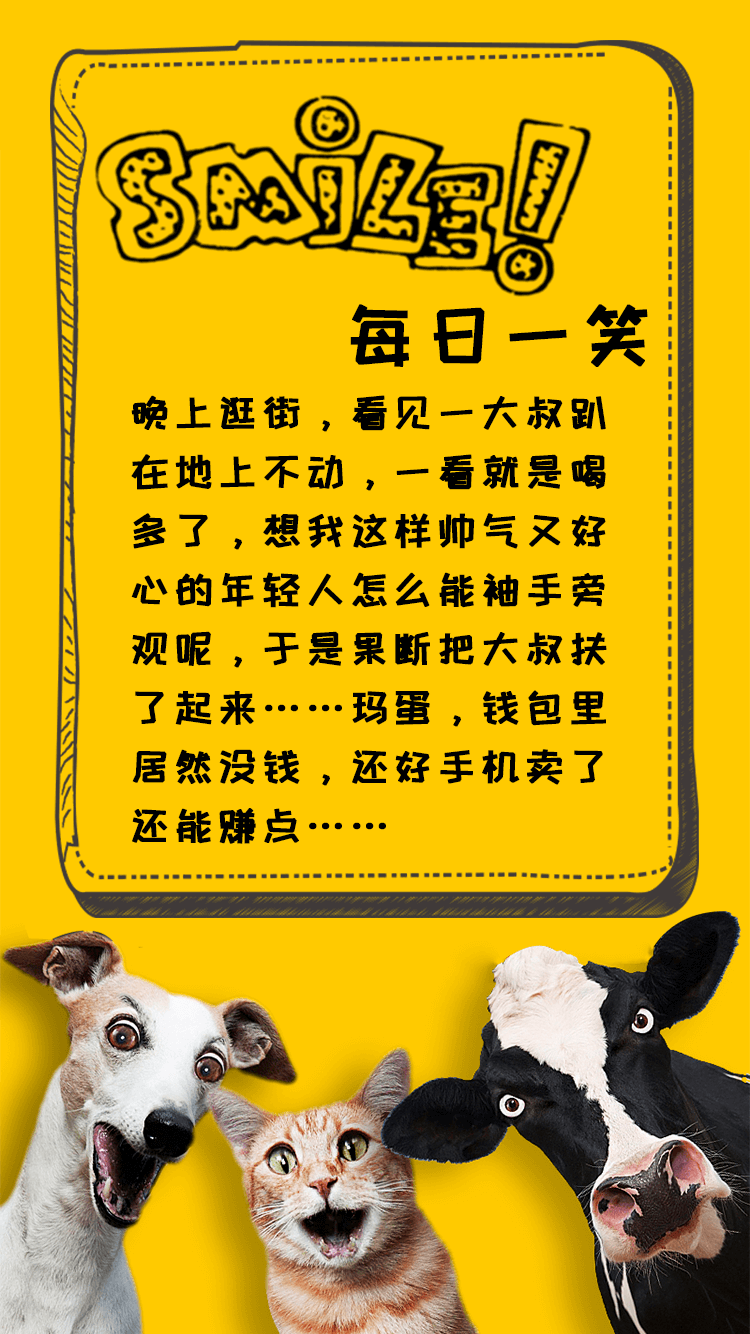 SMILE!
每日一笑
晚上逛街，看见一大叔趴
在地上不动，一看就是喝
多了，想我这样帅气又好
心的年轻人怎么能袖手旁
观呢，于是果断把大叔扶
了起来……玛蛋，钱包里
居然没钱，还好手机卖了
还能赚点……